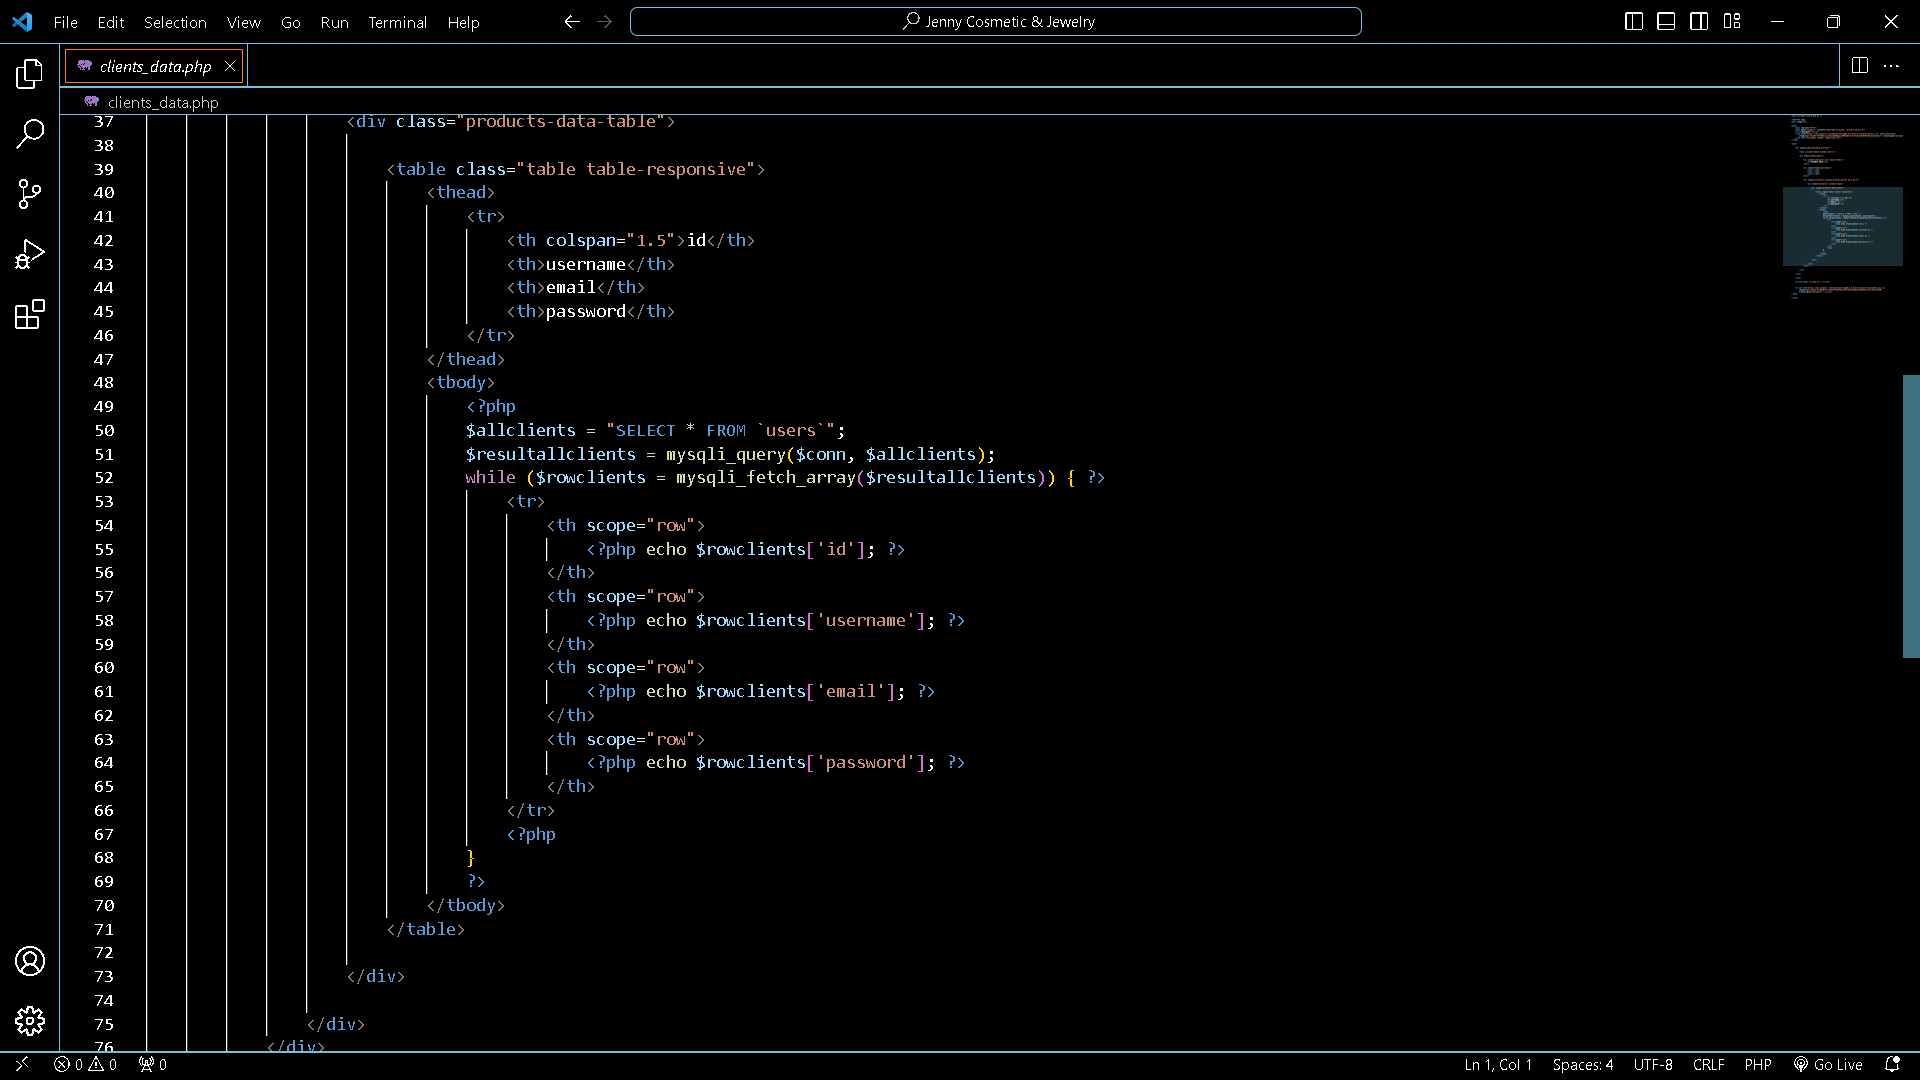 File Edit Selection View Go Run Terminal Help
Jenny Cosmetic & Jewelry
clients_data.php
clients_data.php
37 <div class="products-data-table">
38
39 <table class="table table-responsive">
40 <thead>
41 <tr>
42 <th colspan="1.5">id</th>
43 <th>username</th>
44 <th>email</th>
45 <th>password</th>
46 </tr>
47 </thead>
48 <tbody>
49 <?php
50 $allclients = "SELECT * FROM `users`";
51 $resultallclients = mysqli_query($conn, $allclients);
52 while ($rowclients = mysqli_fetch_array($resultallclients)) { ?>
53 <tr>
54 <th scope="row">
55 <?php echo $rowclients['id']; ?>
56 </th>
57 <th scope="row">
58 <?php echo $rowclients['username']; ?>
59 </th>
60 <th scope="row">
61 <?php echo $rowclients['email']; ?>
62 </th>
63 <th scope="row">
64 <?php echo $rowclients['password']; ?>
65 </th>
66 </tr>
67 <?php
68 }
69 ?>
70 </tbody>
71 </table>
72
73 </div>
74
75 </div>
76 </div>
0 0 0 Ln 1, Col 1 Spaces: 4 UTF-8 CRLF PHP Go Live